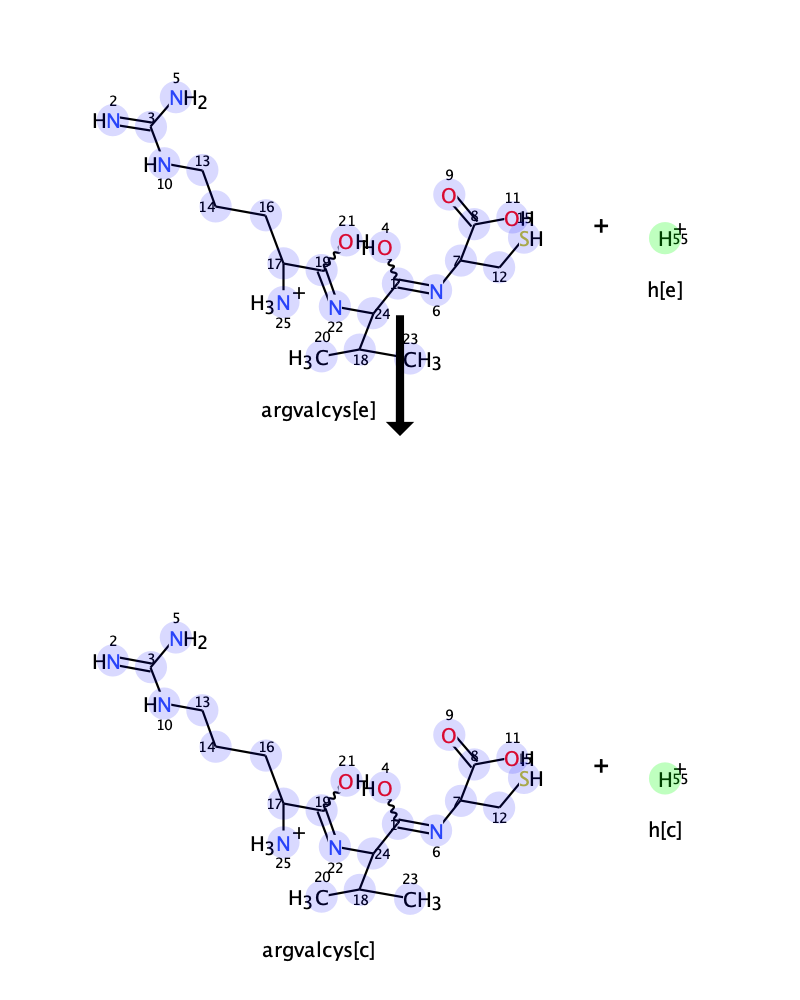 5
2
NH2
HN
3
HN
13
10
14
16
9
O
11
8
OH
15
SH
21
OH
4
HO
17
19
7
12
H3N
+
25
N
22
24
N
6
20
H3C
18
23
CH3
argvalcys[e]
+
H
+
55
h[e]
5
2
NH2
HN
3
HN
13
10
14
16
9
O
11
8
OH
15
SH
21
OH
4
HO
17
19
7
12
H3N
+
25
N
22
24
N
6
20
H3C
18
23
CH3
argvalcys[c]
+
H
+
55
h[c]